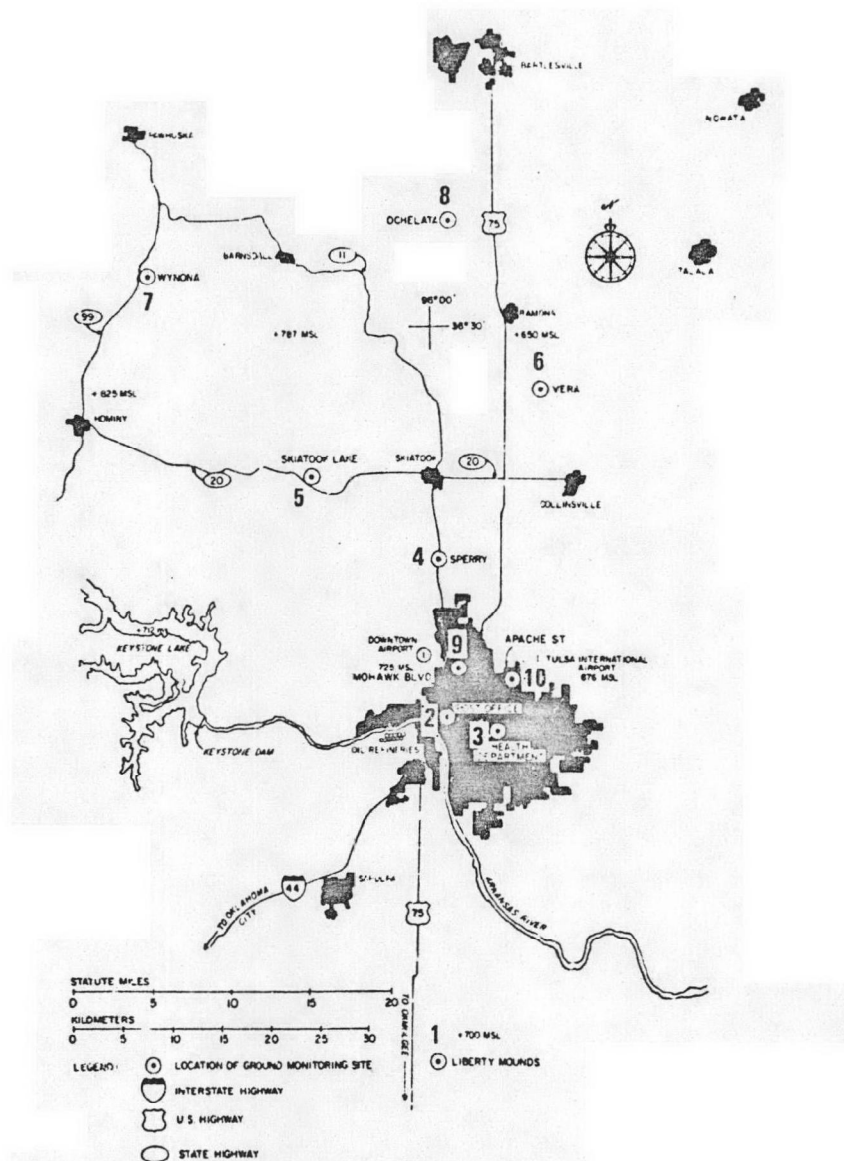 BARTLESVILLE
NOWATA
PAWHUSKA
N
8
OCHELATA
75
BARNSDALL
11
TALALA
WYNONA
7
96°00'
36°30'
RAMONA
+650 MSL
99
+787 MSL
6
VERA
+825 MSL
HOMINY
SKIATOOK LAKE
SKIATOOK
20
20
5
COLLINSVILLE
4
SPERRY
+712
KEYSTONE LAKE
DOWNTOWN
AIRPORT
9
APACHE ST
TULSA INTERNATIONAL
AIRPORT
676 MSL
725 MSL
MOHAWK BLVD
10
2
POST OFFICE
3
HEALTH
DEPARTMENT
KEYSTONE DAM
OIL REFINERIES
SAPULPA
44
TO OKLAHOMA
CITY
75
ARKANSAS RIVER
STATUTE MILES
0 5 10 15 20
KILOMETERS
0 5 10 15 20 25 30
TO OKMULGEE
1
+700 MSL
LIBERTY MOUNDS
LEGEND:
LOCATION OF GROUND MONITORING SITE
INTERSTATE HIGHWAY
U.S. HIGHWAY
STATE HIGHWAY